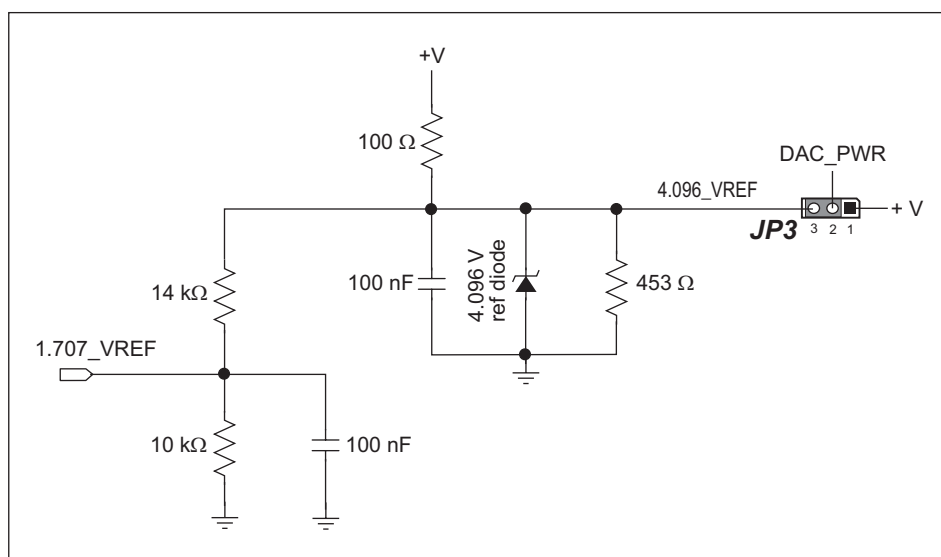 +V
100 Ω
DAC_PWR
4.096_VREF
+ V
JP3
3 2 1
14 kΩ
100 nF
4.096 V
ref diode
453 Ω
1.707_VREF
10 kΩ
100 nF